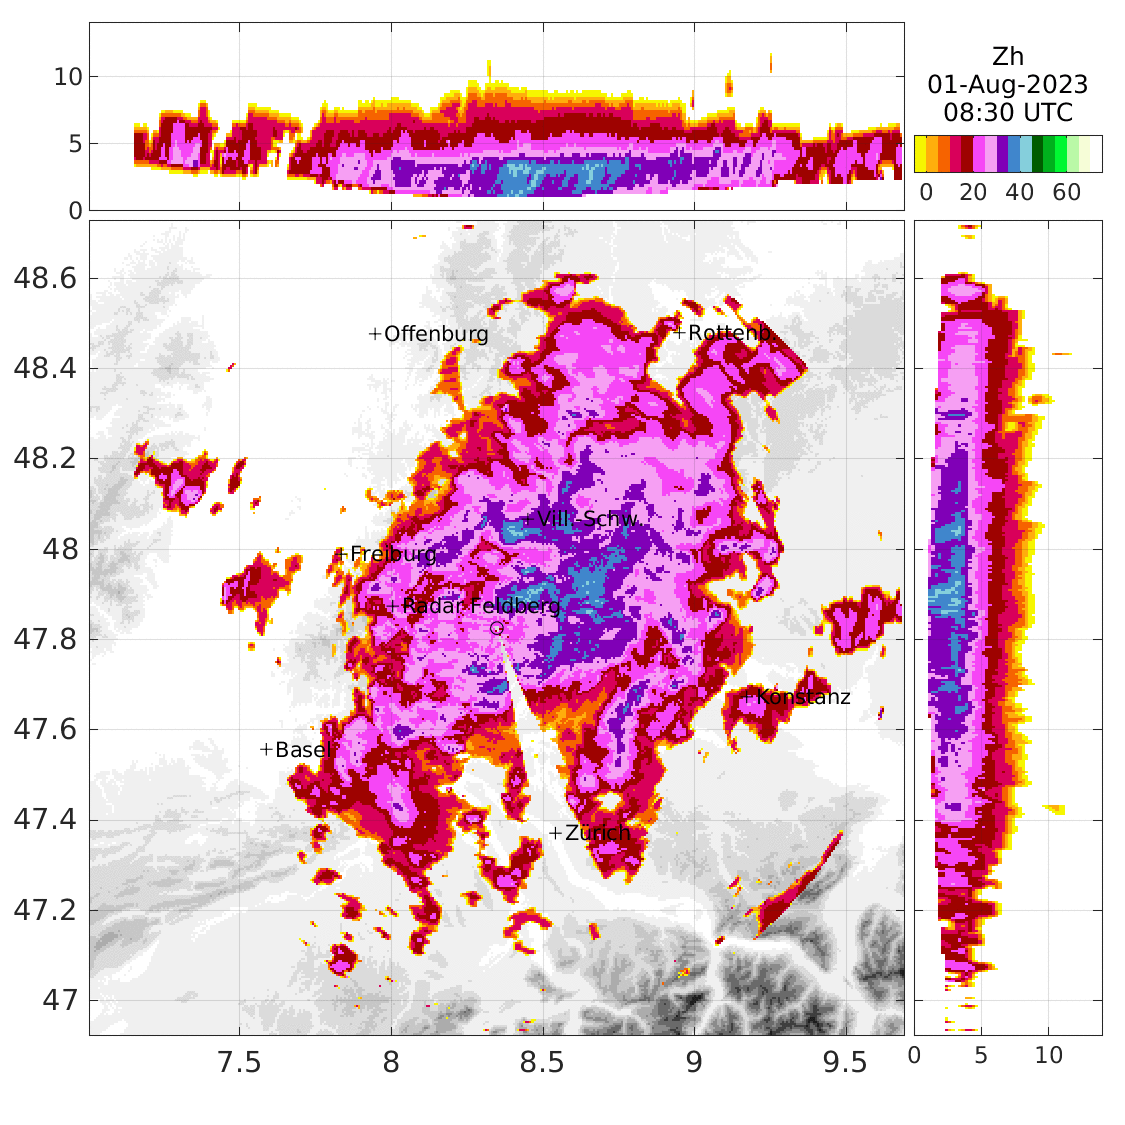 10
5
0
Zh
01-Aug-2023
08:30 UTC
0 20 40 60
48.6
48.4
48.2
48
47.8
47.6
47.4
47.2
47
+Offenburg
+Rottenb.
+Vill.-Schw.
+Freiburg
+Radar Feldberg
+Konstanz
+Basel
+Zürich
7.5 8 8.5 9 9.5
0 5 10